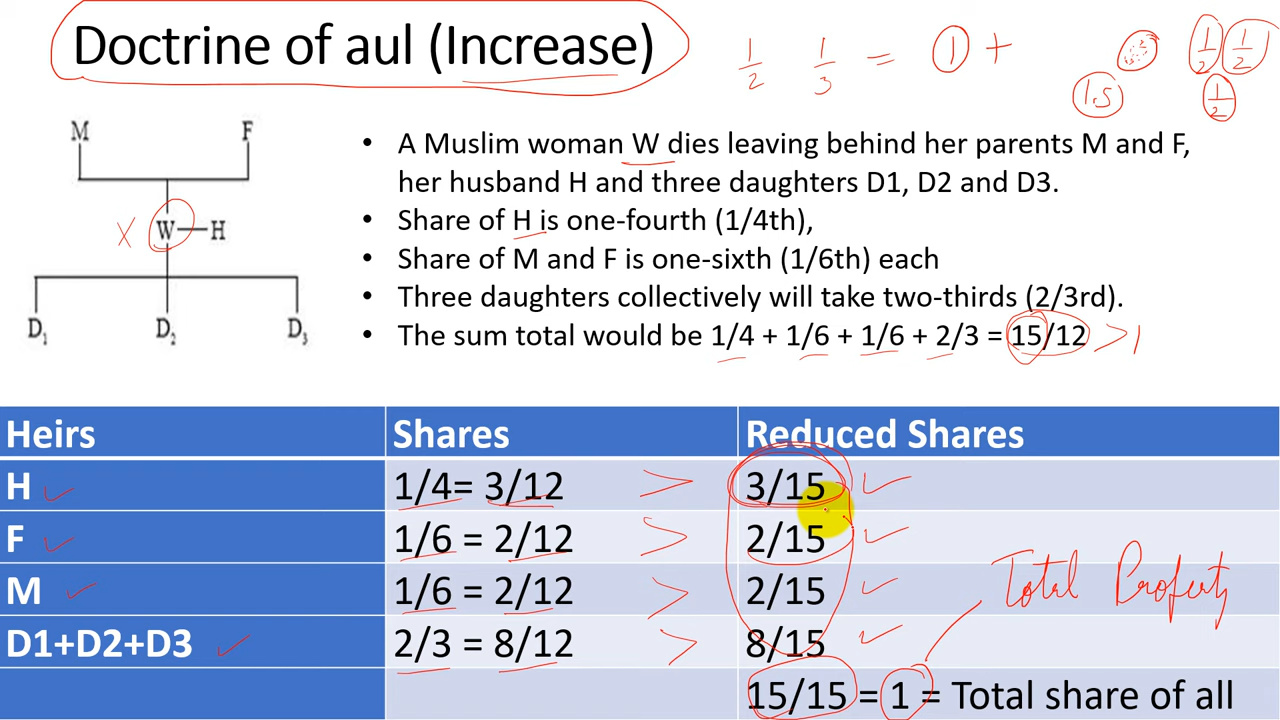 Doctrine of aul (Increase)
1/2 1/3 = 1 +
1/2 1/2
1.5 1/2
M F
X W H
D1 D2 D3
• A Muslim woman W dies leaving behind her parents M and F,
her husband H and three daughters D1, D2 and D3.
• Share of H is one-fourth (1/4th),
• Share of M and F is one-sixth (1/6th) each
• Three daughters collectively will take two-thirds (2/3rd).
• The sum total would be 1/4 + 1/6 + 1/6 + 2/3 = 15/12 >1
Heirs Shares Reduced Shares
H 1/4= 3/12 > 3/15
F 1/6 = 2/12 > 2/15
M 1/6 = 2/12 > 2/15
Total Property
D1+D2+D3 2/3 = 8/12 > 8/15
15/15 = 1 = Total share of all